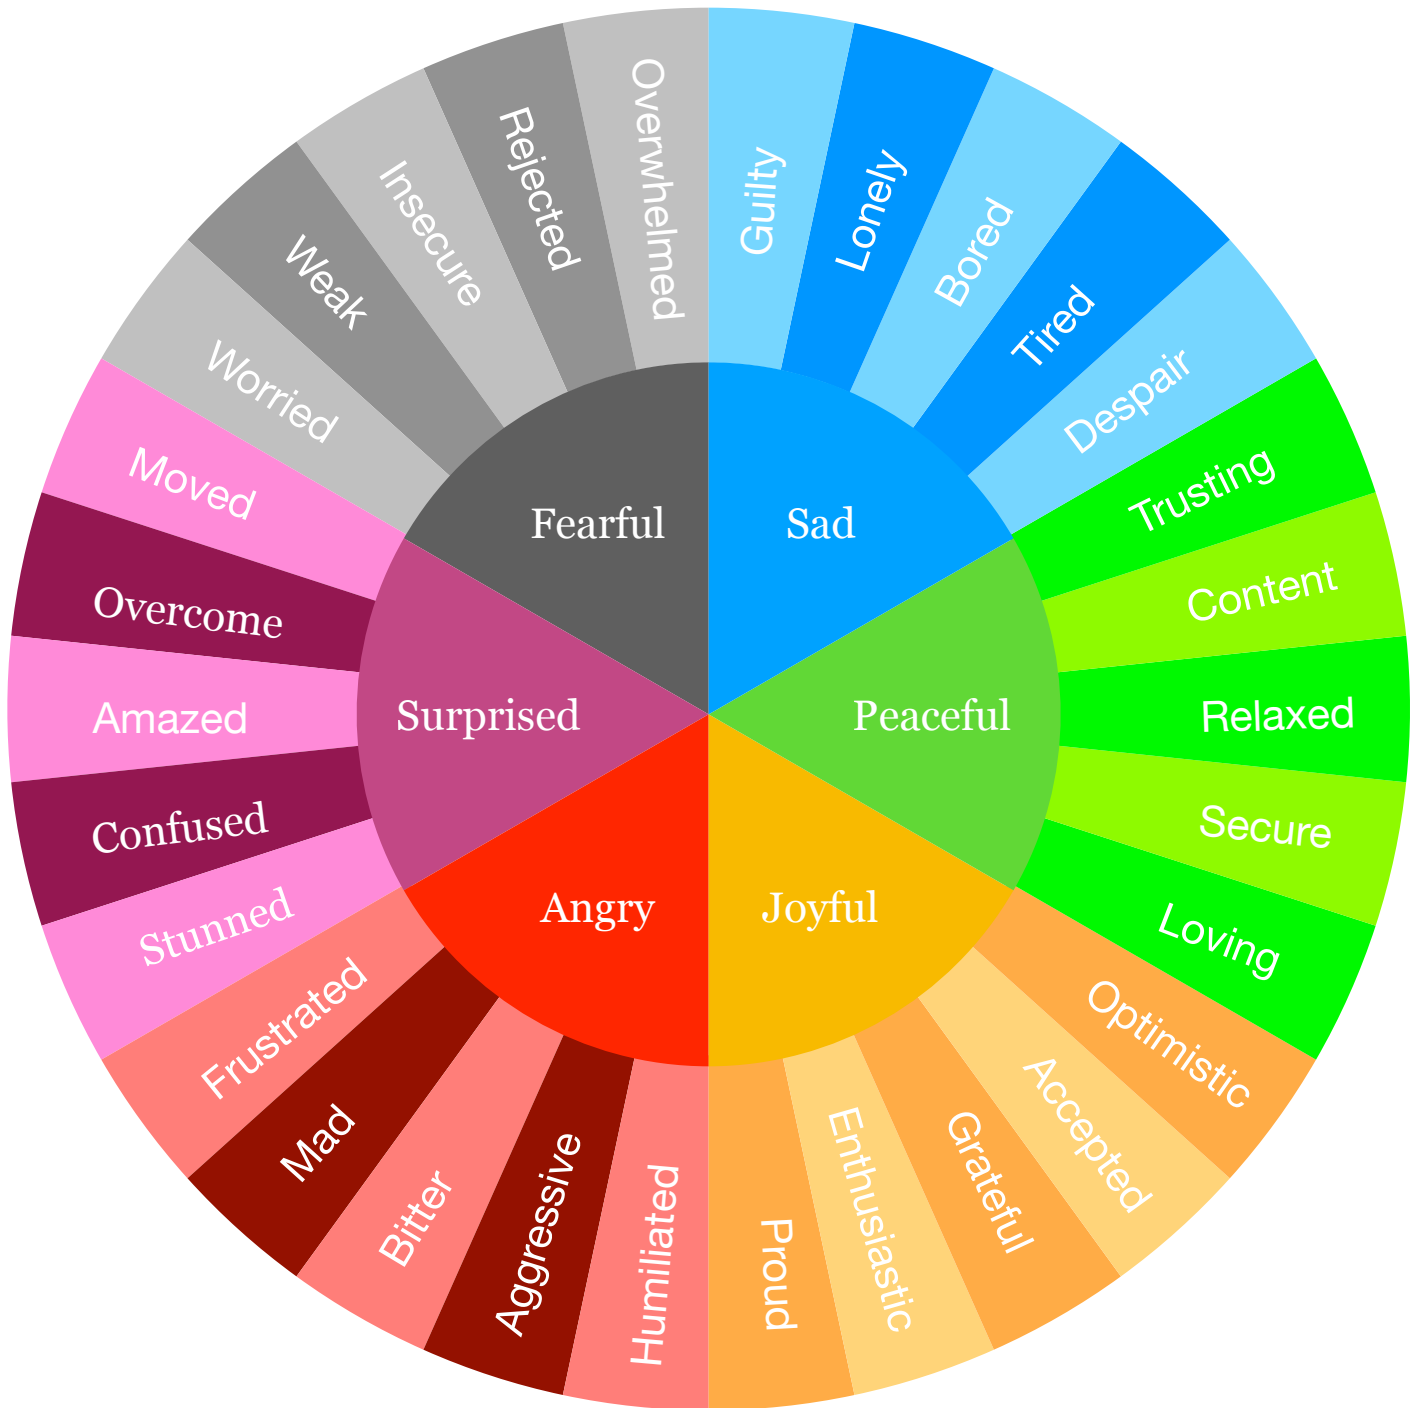 Fearful
Sad
Surprised
Peaceful
Angry
Joyful
Guilty
Lonely
Bored
Tired
Despair
Trusting
Content
Relaxed
Secure
Loving
Optimistic
Accepted
Grateful
Enthusiastic
Proud
Humiliated
Aggressive
Bitter
Mad
Frustrated
Stunned
Confused
Amazed
Overcome
Moved
Worried
Weak
Insecure
Rejected
Overwhelmed